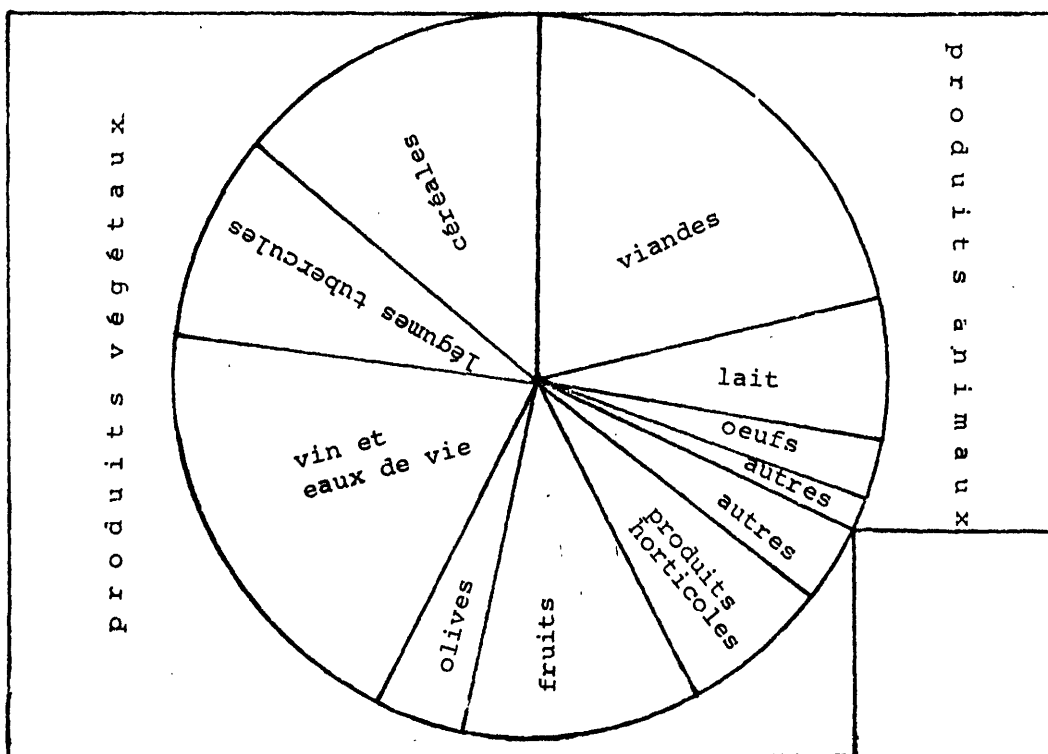 produits végétaux
céréales
légumes tubercules
vin et
eaux de vie
olives
fruits
produits
horticoles
autres
autres
oeufs
lait
viandes
produits animaux